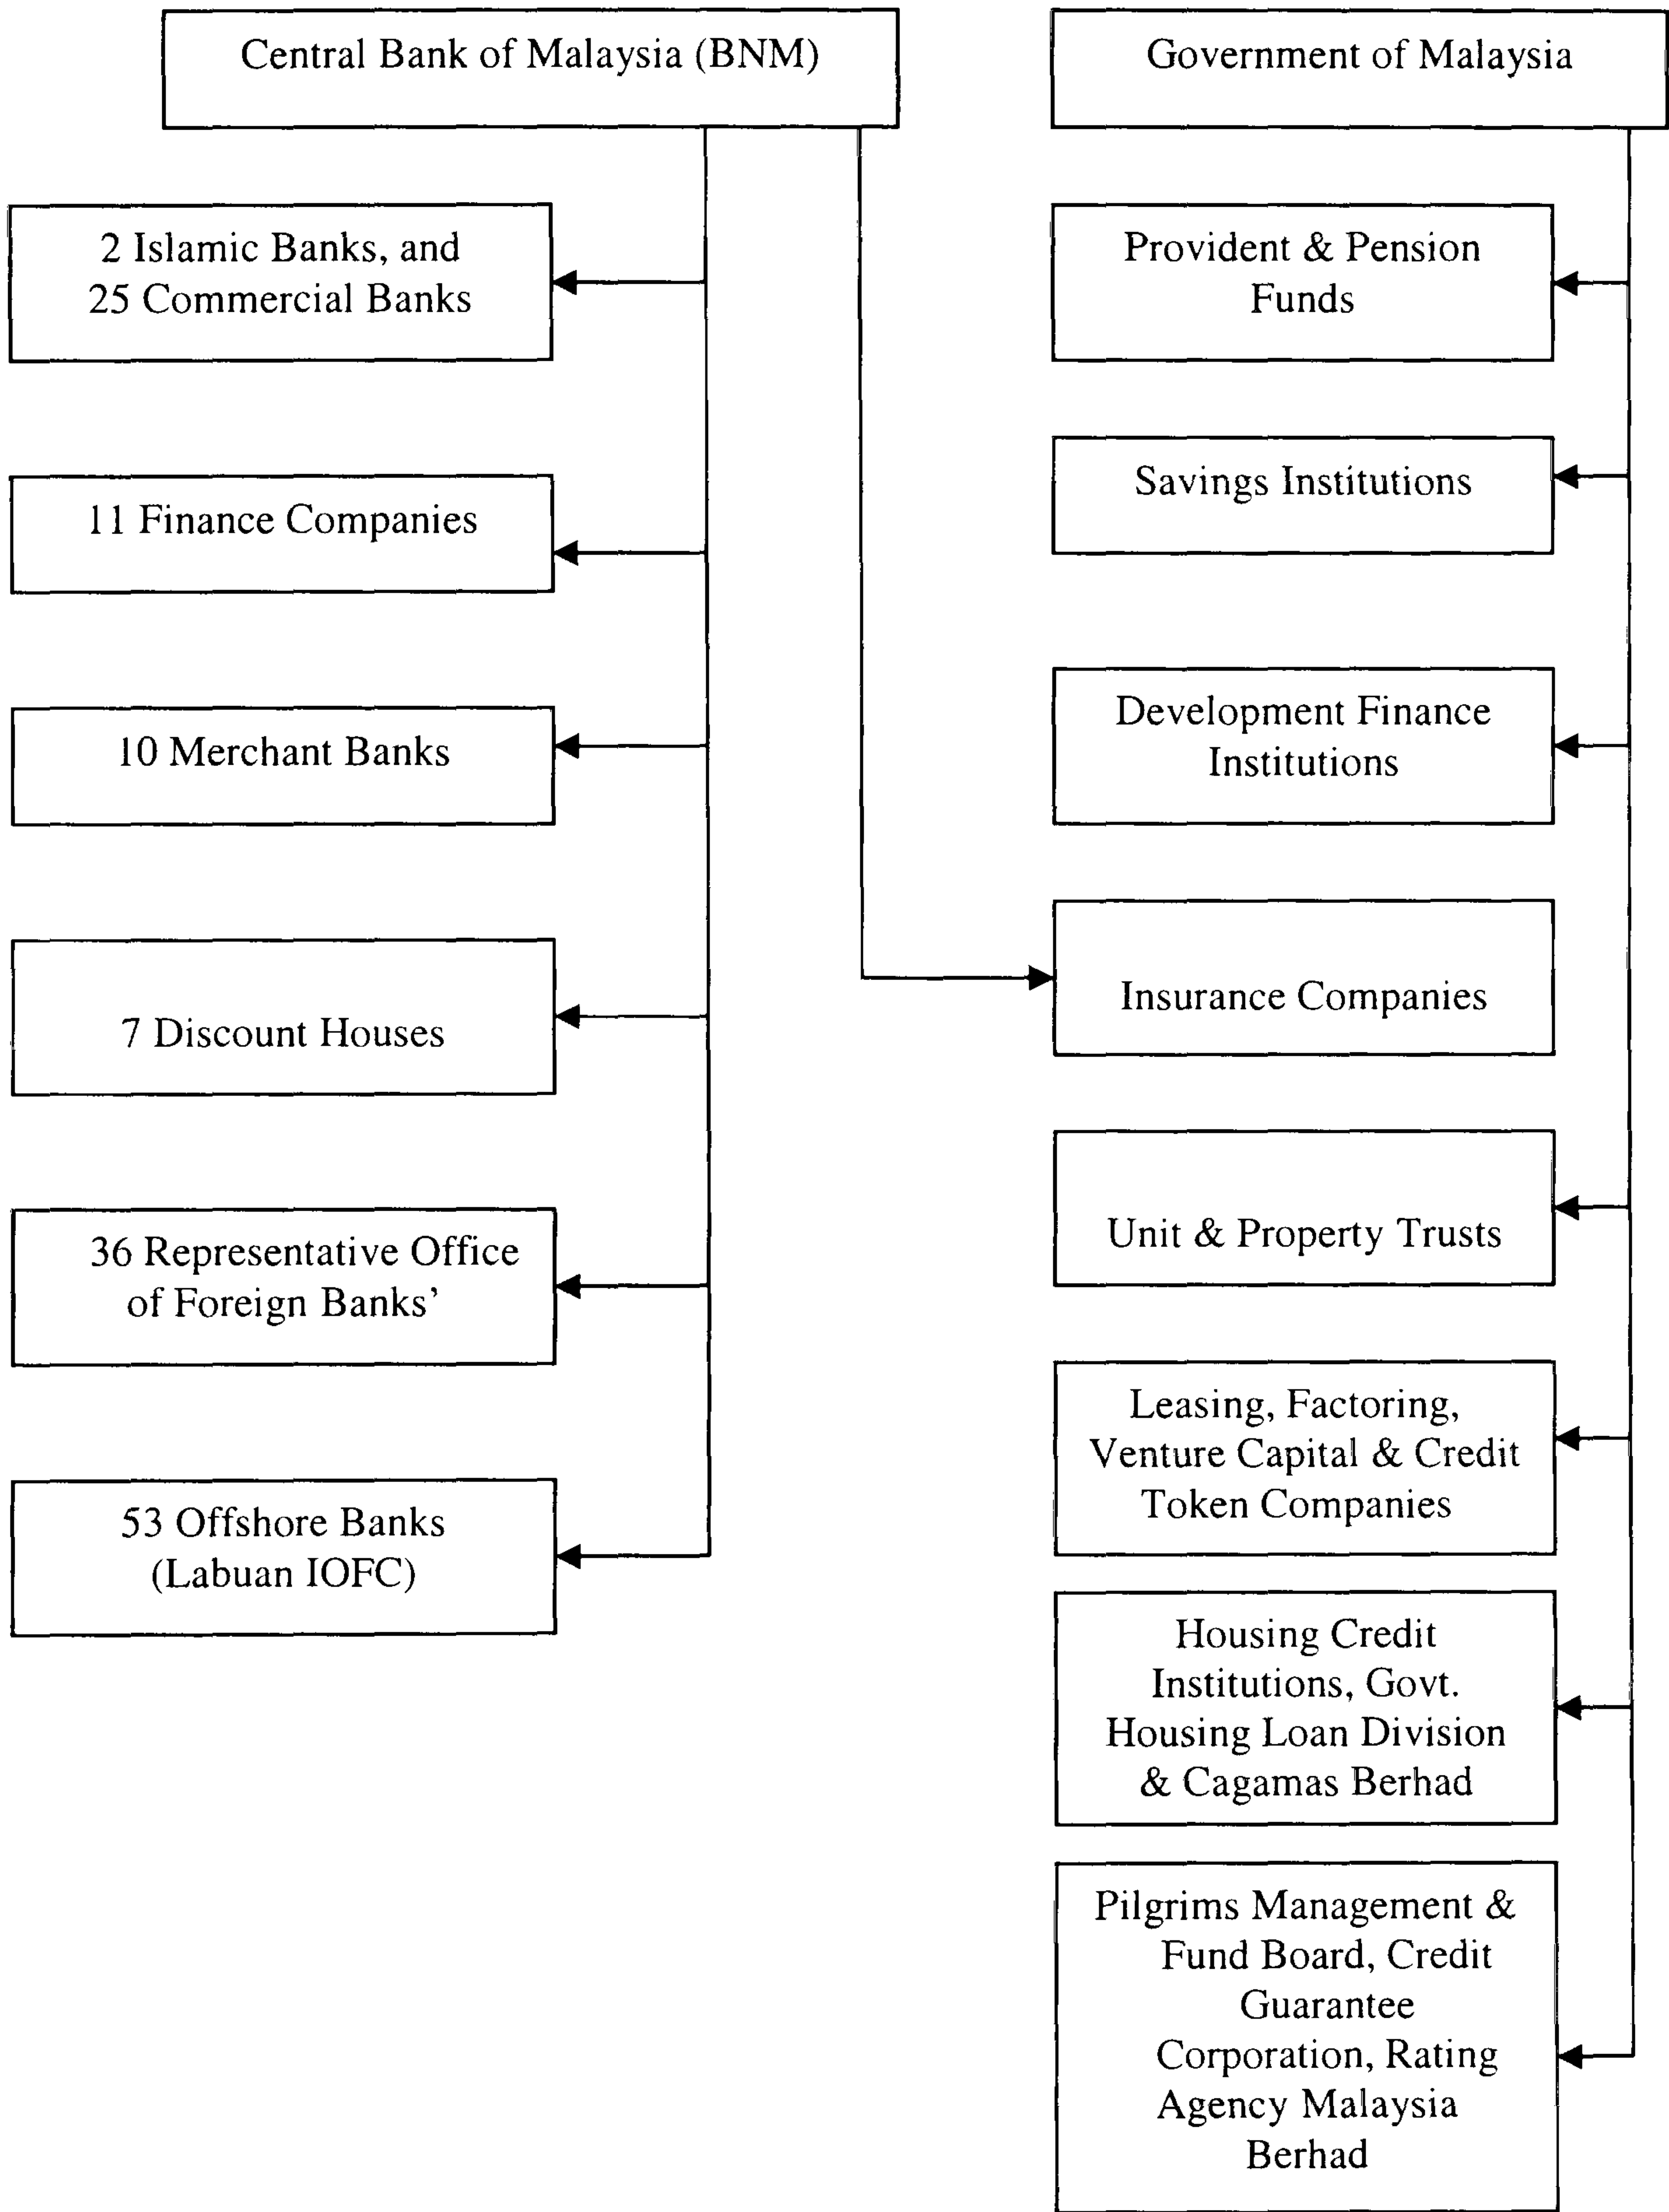 Central Bank of Malaysia (BNM)
Government of Malaysia
2 Islamic Banks, and
25 Commercial Banks
11 Finance Companies
10 Merchant Banks
7 Discount Houses
36 Representative Office
of Foreign Banks’
53 Offshore Banks
(Labuan IOFC)
Provident & Pension
Funds
Savings Institutions
Development Finance
Institutions
Insurance Companies
Unit & Property Trusts
Leasing, Factoring,
Venture Capital & Credit
Token Companies
Housing Credit
Institutions, Govt.
Housing Loan Division
& Cagamas Berhad
Pilgrims Management &
Fund Board, Credit
Guarantee
Corporation, Rating
Agency Malaysia
Berhad